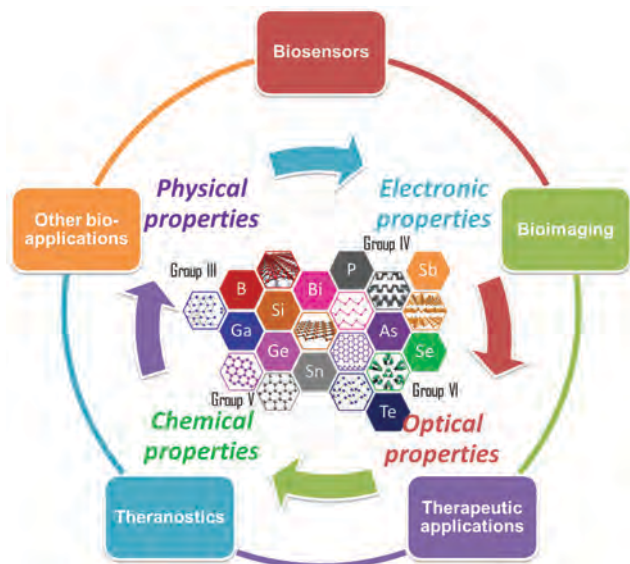 Biosensors
Physical
properties
Electronic
properties
Other bio-
applications
Bioimaging
Group III
Group IV
B
P
Sb
Bi
Si
Ga
As
Ge
Se
Sn
Group V
Group VI
Te
Chemical
properties
Optical
properties
Theranostics
Therapeutic
applications